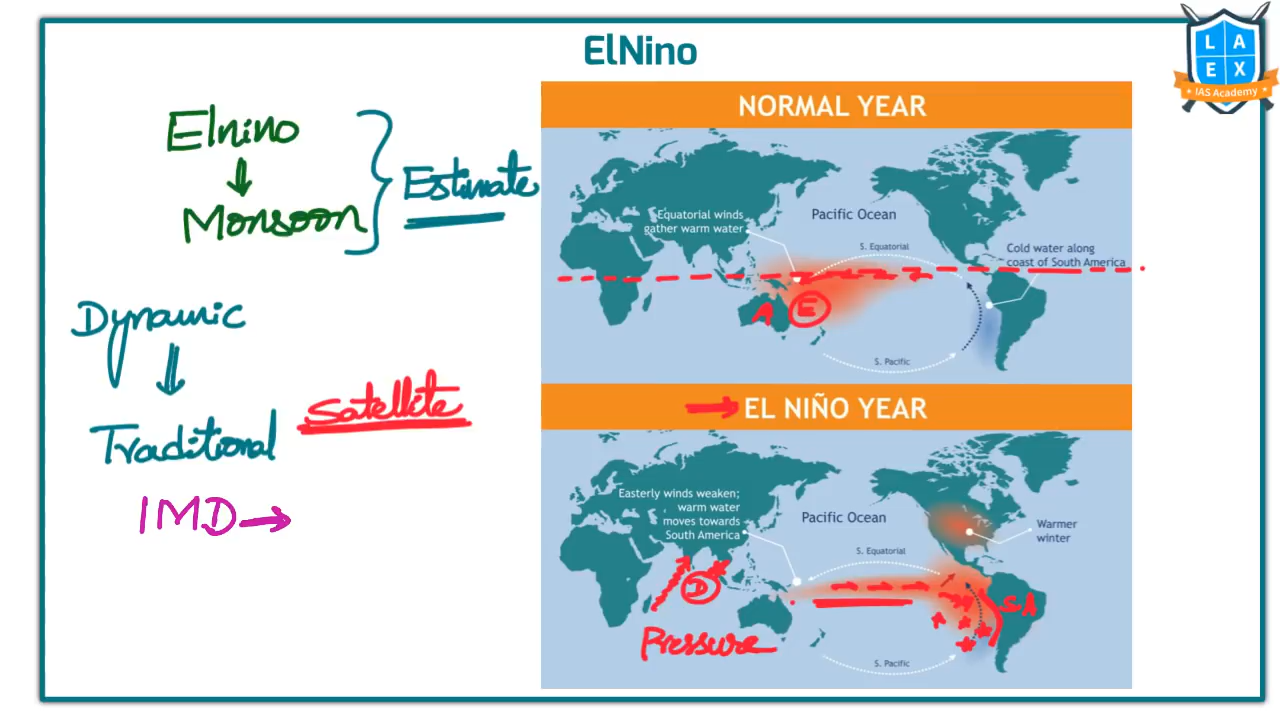 ElNino
L A
E X
IAS Academy
Elnino
Monsoon
Estimate
Dynamic
Traditional
Satellite
IMD
NORMAL YEAR
Equatorial winds
gather warm water
Pacific Ocean
S. Equatorial
Cold water along
coast of South America
A
E
S. Pacific
EL NIÑO YEAR
Easterly winds weaken;
warm water
moves towards
South America
Pacific Ocean
S. Equatorial
Warmer
winter
D
SA
Pressure
S. Pacific